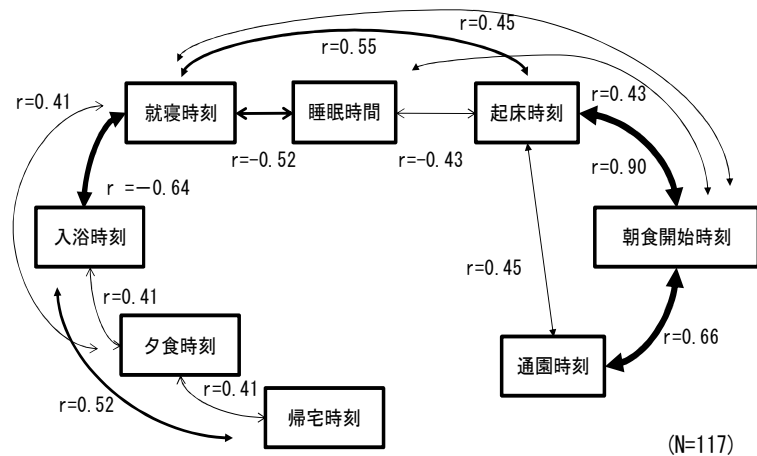 r=0.45
r=0.55
r=0.41
就寝時刻
睡眠時間
起床時刻
r=0.43
r=-0.52
r=-0.43
r=0.90
r =－0.64
入浴時刻
朝食開始時刻
r=0.45
r=0.41
夕食時刻
r=0.66
通園時刻
r=0.41
r=0.52
帰宅時刻
(N=117)